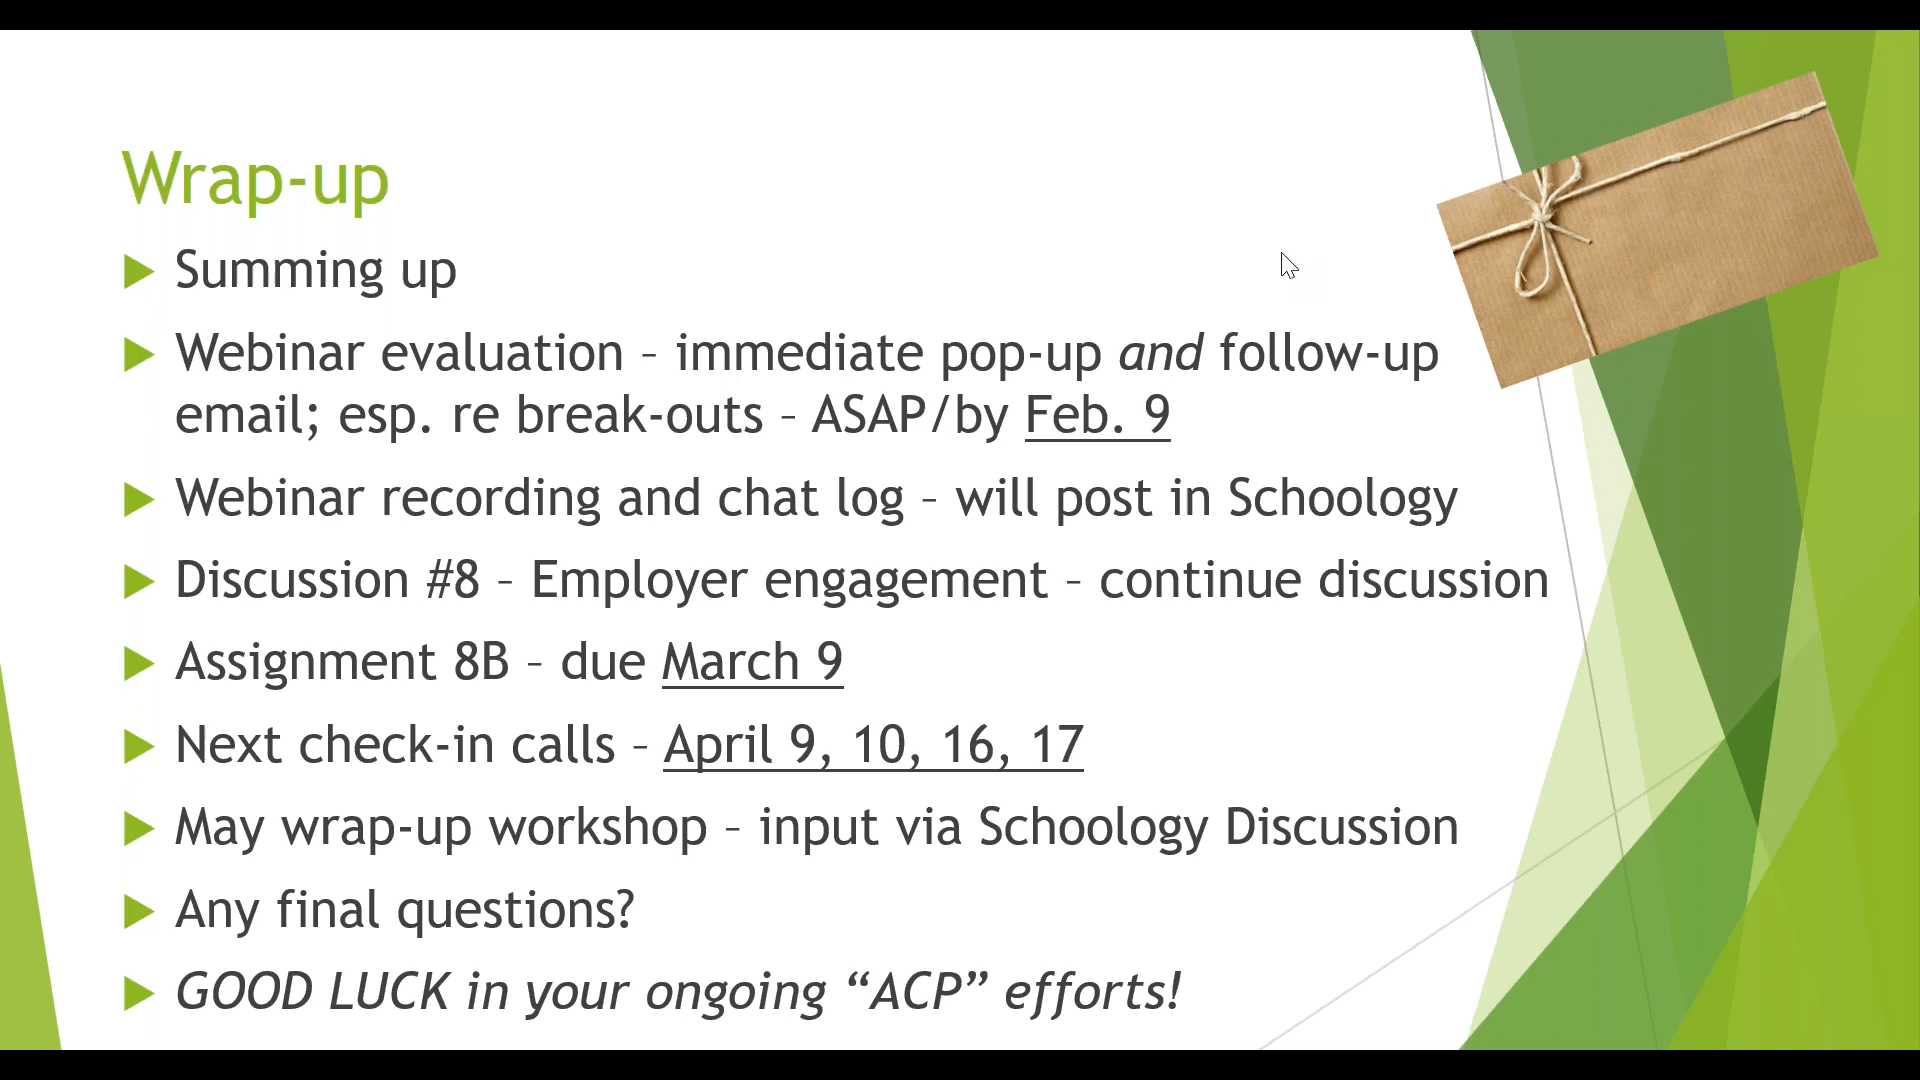 Wrap-up
Summing up
Webinar evaluation – immediate pop-up and follow-up
email; esp. re break-outs – ASAP/by Feb. 9
Webinar recording and chat log – will post in Schoology
Discussion #8 – Employer engagement – continue discussion
Assignment 8B – due March 9
Next check-in calls – April 9, 10, 16, 17
May wrap-up workshop – input via Schoology Discussion
Any final questions?
GOOD LUCK in your ongoing “ACP” efforts!